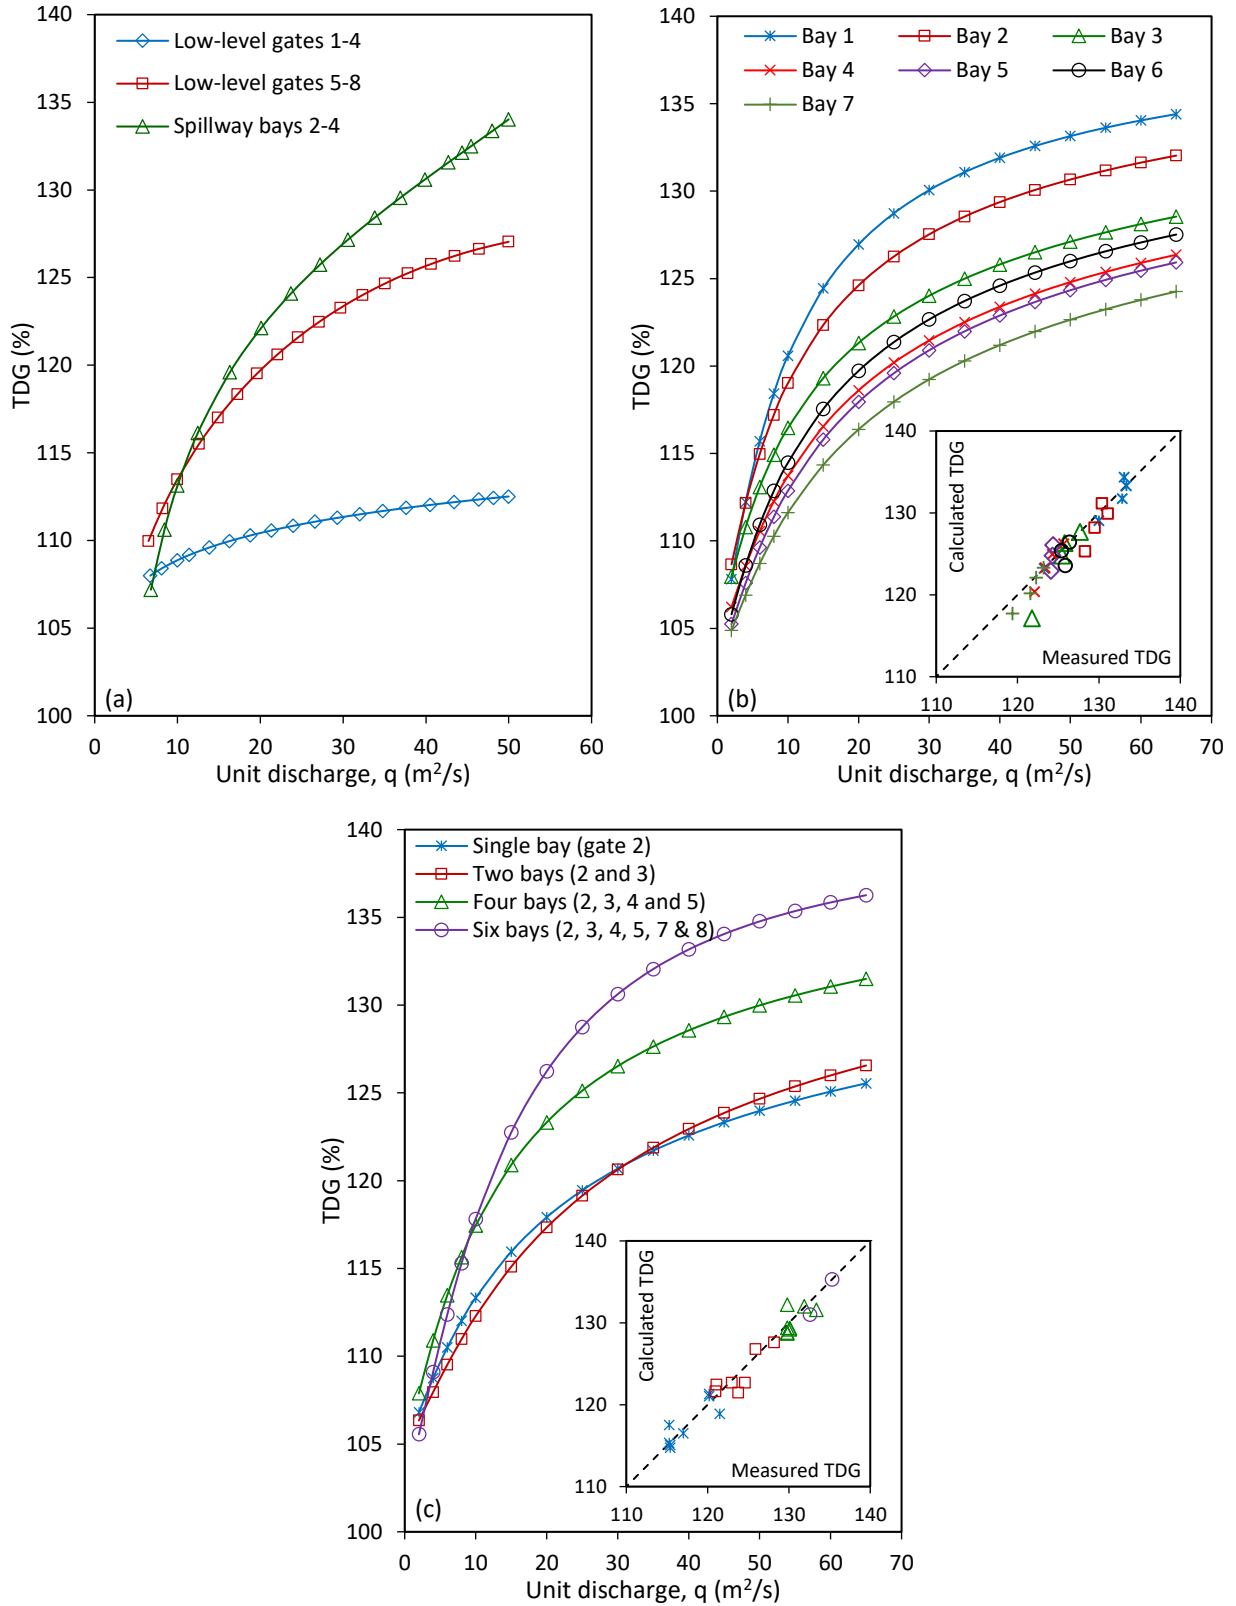 140
135
130
125
120
115
110
105
100
TDG (%)
Low-level gates 1-4
Low-level gates 5-8
Spillway bays 2-4
(a)
0 10 20 30 40 50 60
Unit discharge, q (m²/s)
140
135
130
125
120
115
110
105
100
TDG (%)
Bay 1 Bay 2 Bay 3
Bay 4 Bay 5 Bay 6
Bay 7
140
130
120
110
Calculated TDG
Measured TDG
110 120 130 140
(b)
0 10 20 30 40 50 60 70
Unit discharge, q (m²/s)
140
135
130
125
120
115
110
105
100
TDG (%)
Single bay (gate 2)
Two bays (2 and 3)
Four bays (2, 3, 4 and 5)
Six bays (2, 3, 4, 5, 7 & 8)
140
130
120
110
Calculated TDG
Measured TDG
110 120 130 140
(c)
0 10 20 30 40 50 60 70
Unit discharge, q (m²/s)